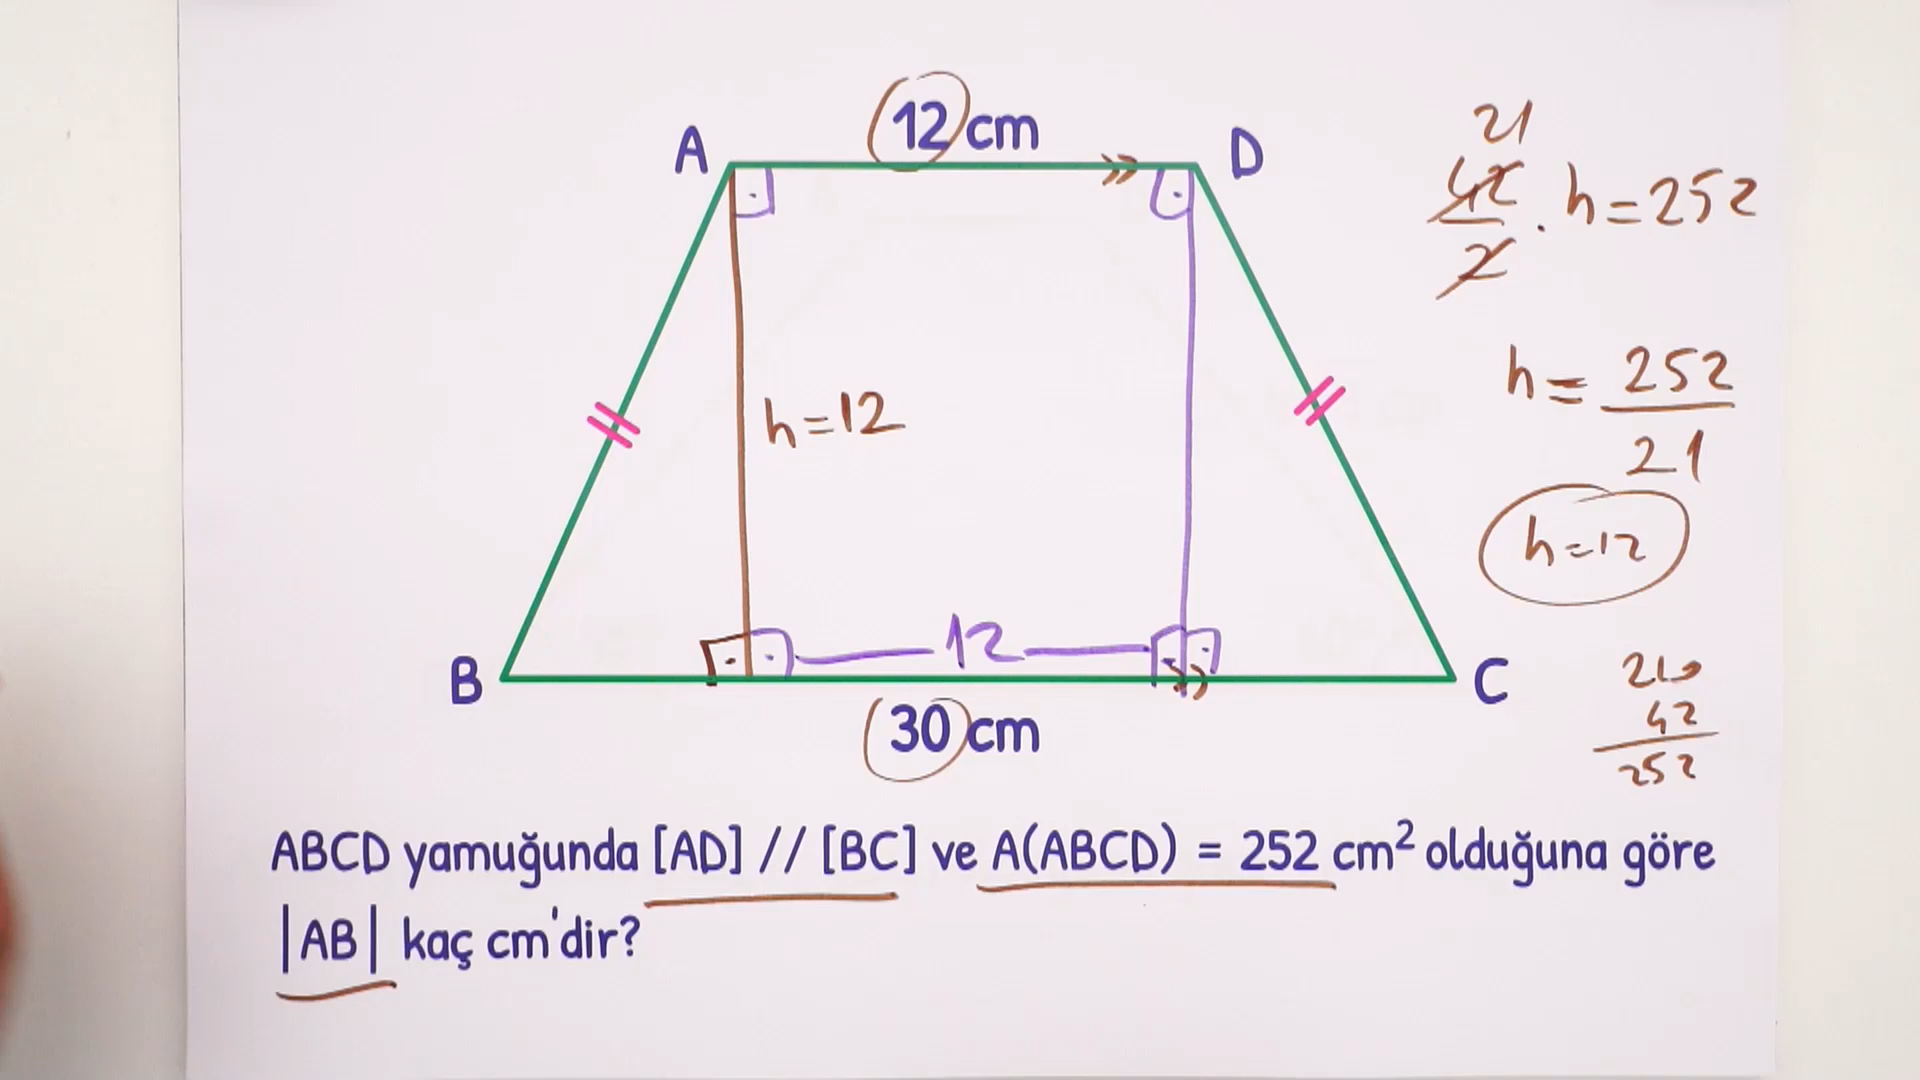 12 cm
A
D
h=12
12
B
C
30 cm
21
42/2 . h=252
h= 252/21
h=12
210
42
252
ABCD yamuğunda [AD] // [BC] ve A(ABCD) = 252 cm² olduğuna göre
|AB| kaç cm'dir?